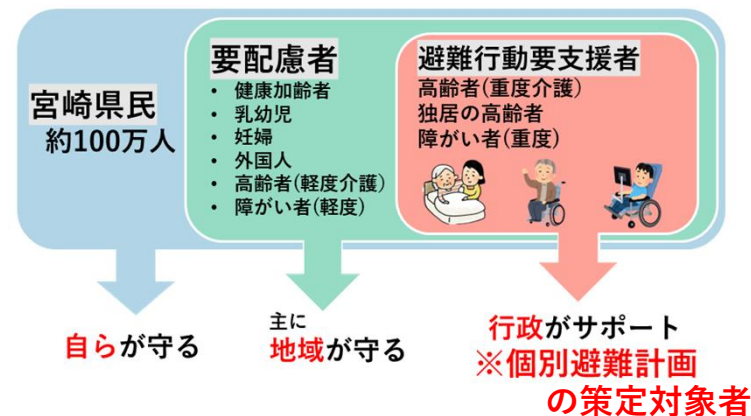 宮崎県民
約100万人
要配慮者
• 健康加齢者
• 乳幼児
• 妊婦
• 外国人
• 高齢者(軽度介護)
• 障がい者(軽度)
避難行動要支援者
高齢者(重度介護)
独居の高齢者
障がい者(重度)
自らが守る
主に
地域が守る
行政がサポート
※個別避難計画
の策定対象者